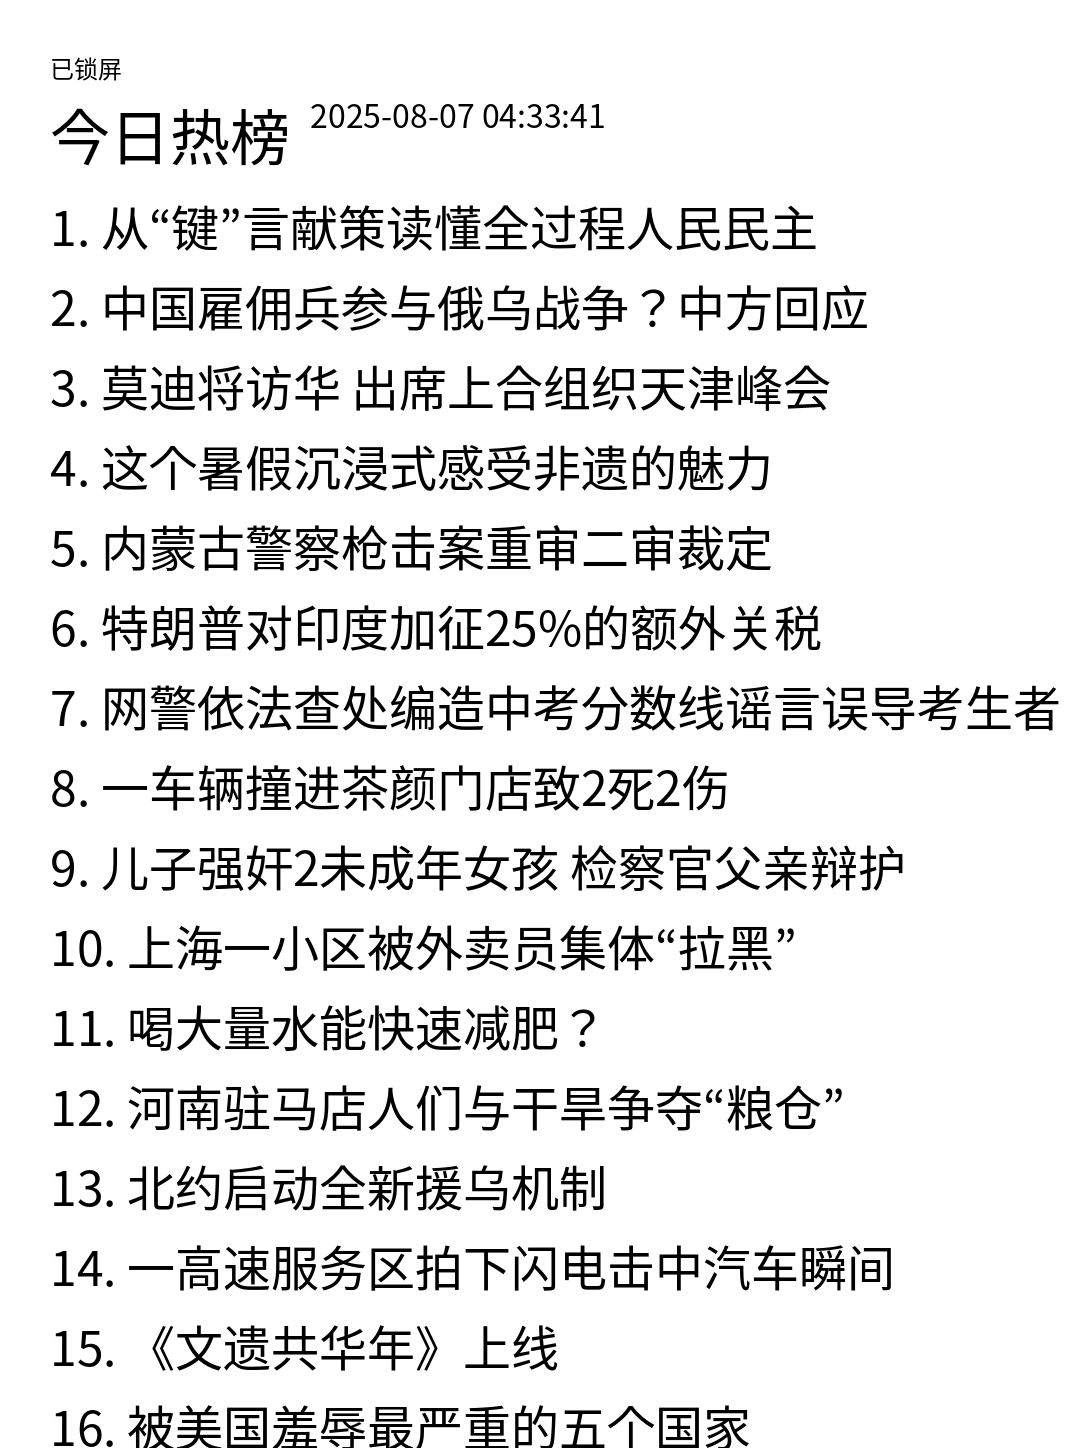 已锁屏
今日热榜 2025-08-07 04:33:41
1. 从“键”言献策读懂全过程人民民主
2. 中国雇佣兵参与俄乌战争？中方回应
3. 莫迪将访华 出席上合组织天津峰会
4. 这个暑假沉浸式感受非遗的魅力
5. 内蒙古警察枪击案重审二审裁定
6. 特朗普对印度加征25%的额外关税
7. 网警依法查处编造中考分数线谣言误导考生者
8. 一车辆撞进茶颜门店致2死2伤
9. 儿子强奸2未成年女孩 检察官父亲辩护
10. 上海一小区被外卖员集体“拉黑”
11. 喝大量水能快速减肥？
12. 河南驻马店人们与干旱争夺“粮仓”
13. 北约启动全新援乌机制
14. 一高速服务区拍下闪电击中汽车瞬间
15. 《文遗共华年》上线
16. 被美国羞辱最严重的五个国家